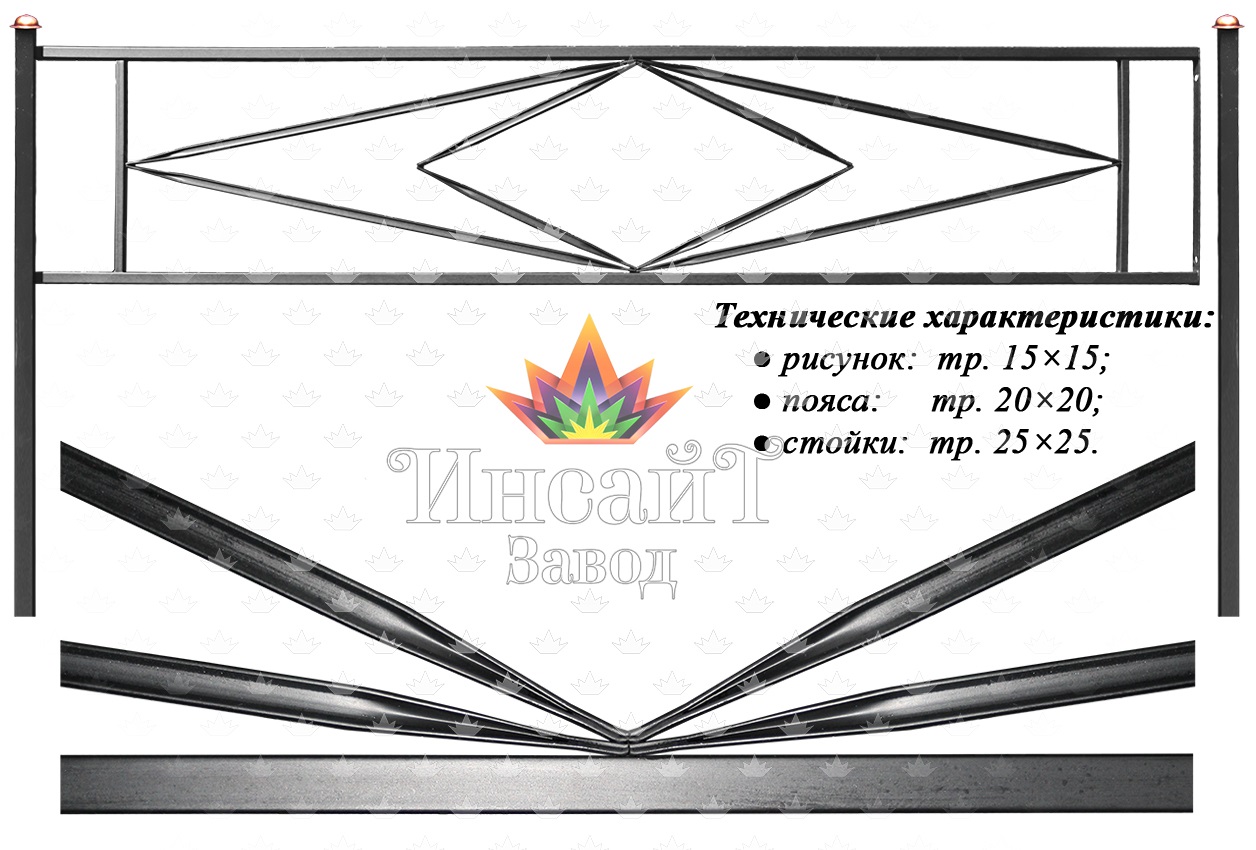 Технические характеристики:
• рисунок: тр. 15×15;
• пояса: тр. 20×20;
• стойки: тр. 25×25.
ИнсайТ
Завод